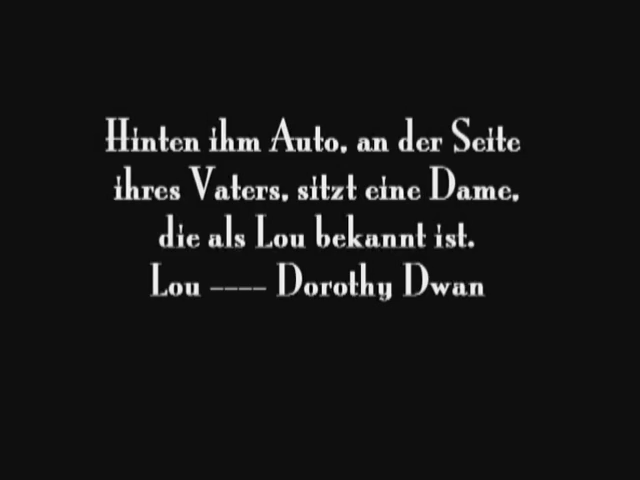 Hinten ihm Auto, an der Seite
ihres Vaters, sitzt eine Dame,
die als Lou bekannt ist.
Lou ---- Dorothy Dwan